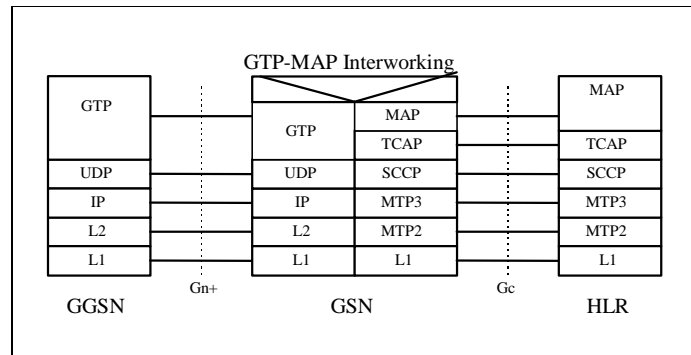 GTP-MAP Interworking
GTP MAP MAP
GTP
TCAP TCAP
UDP UDP SCCP SCCP
IP IP MTP3 MTP3
L2 L2 MTP2 MTP2
L1 L1 L1 L1
Gn+ Gc
GGSN GSN HLR